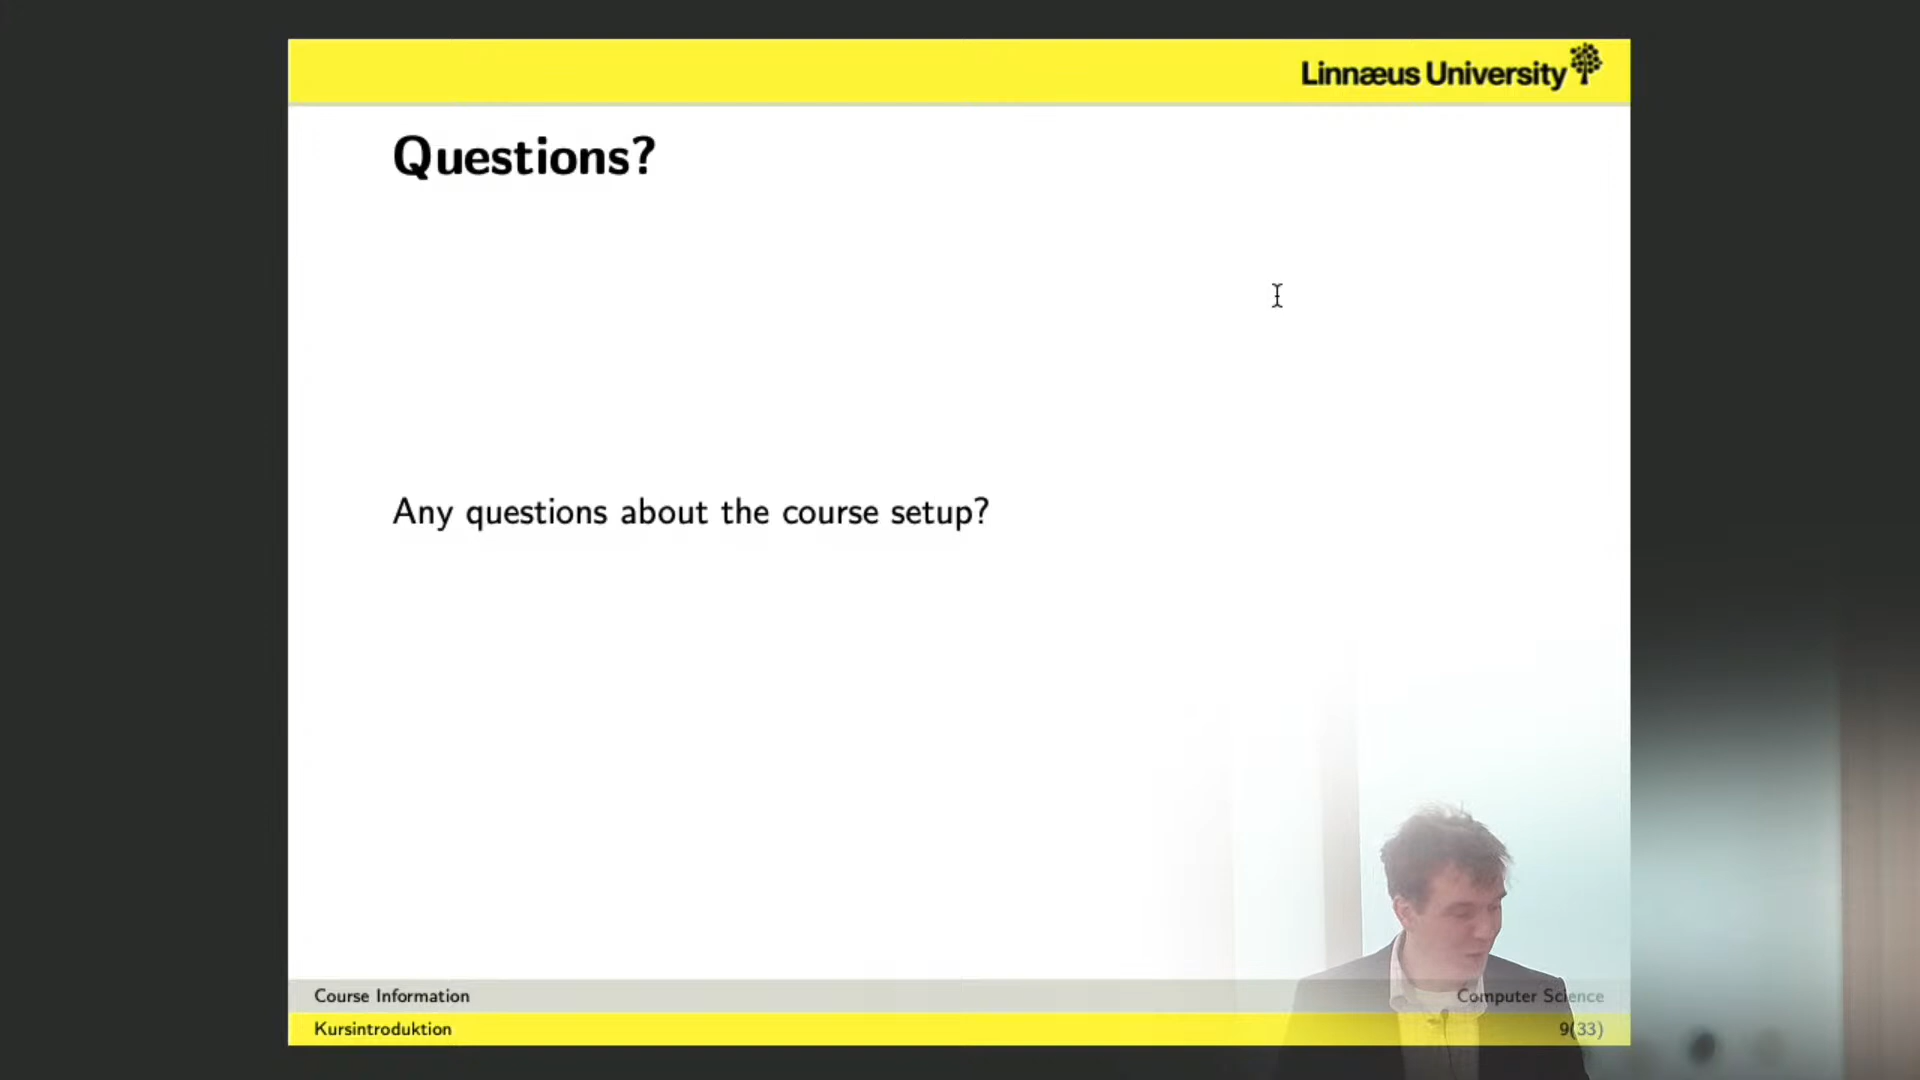 Linnæus University
Questions?
Any questions about the course setup?
Course Information
Computer Science
Kursintroduktion
9(33)